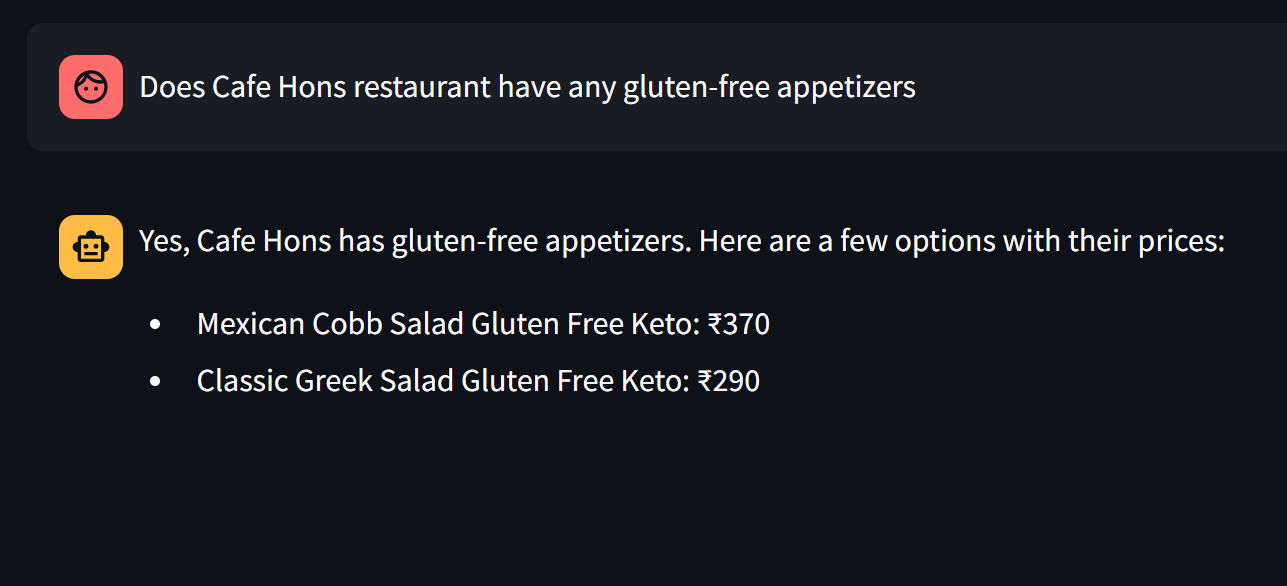 Does Cafe Hons restaurant have any gluten-free appetizers
Yes, Cafe Hons has gluten-free appetizers. Here are a few options with their prices:
• Mexican Cobb Salad Gluten Free Keto: ₹370
• Classic Greek Salad Gluten Free Keto: ₹290